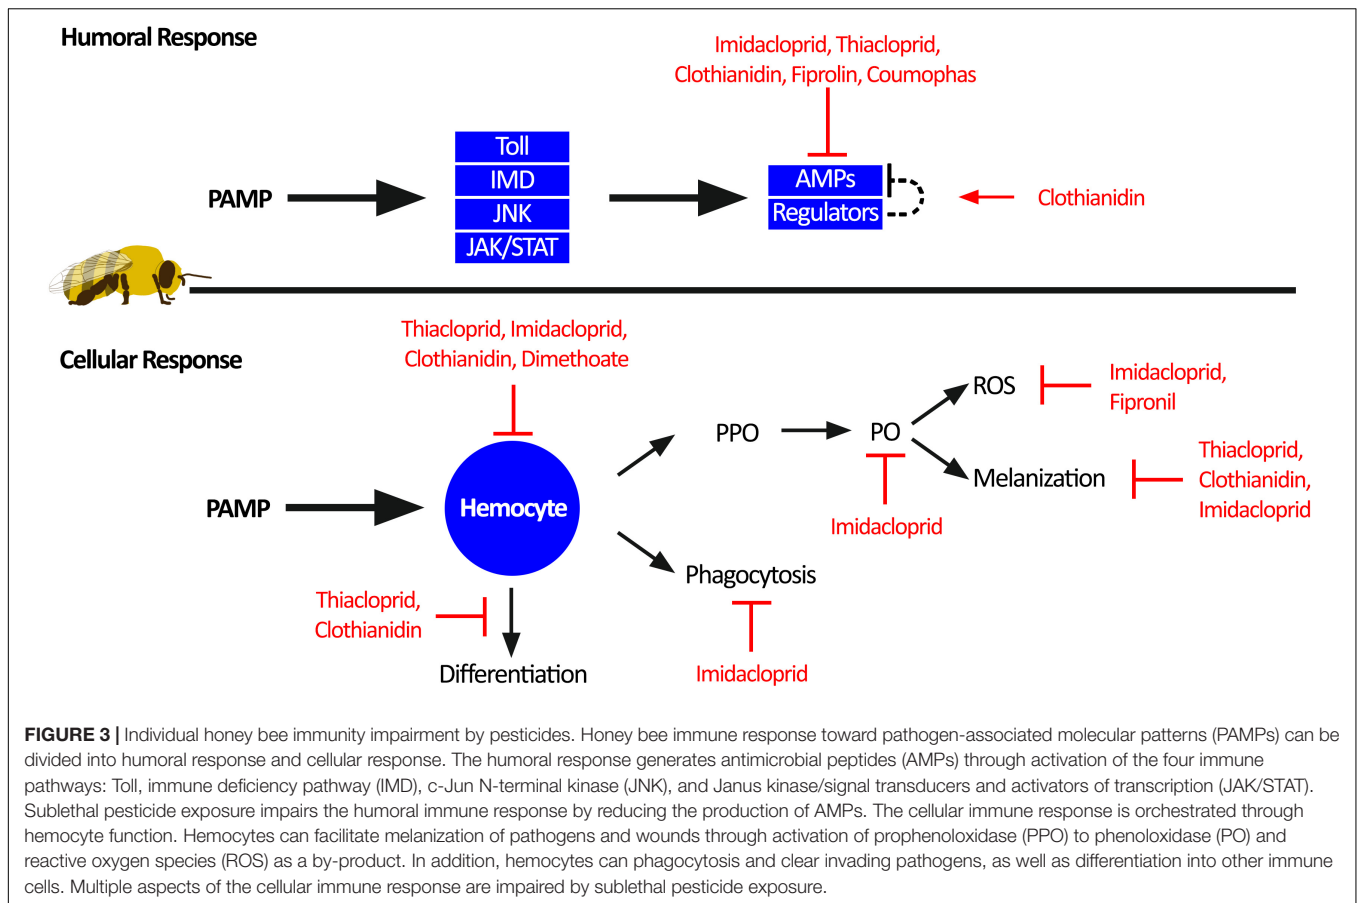 Humoral Response
Imidacloprid, Thiacloprid,
Clothianidin, Fiprolin, Coumophas
Toll
IMD
JNK
JAK/STAT
PAMP
AMPs
Regulators
Clothianidin
Cellular Response
Thiacloprid, Imidacloprid,
Clothianidin, Dimethoate
PAMP
Hemocyte
PPO
PO
ROS
Imidacloprid,
Fipronil
Melanization
Thiacloprid,
Clothianidin,
Imidacloprid
Imidacloprid
Phagocytosis
Imidacloprid
Thiacloprid,
Clothianidin
Differentiation
FIGURE 3 | Individual honey bee immunity impairment by pesticides. Honey bee immune response toward pathogen-associated molecular patterns (PAMPs) can be
divided into humoral response and cellular response. The humoral response generates antimicrobial peptides (AMPs) through activation of the four immune
pathways: Toll, immune deficiency pathway (IMD), c-Jun N-terminal kinase (JNK), and Janus kinase/signal transducers and activators of transcription (JAK/STAT).
Sublethal pesticide exposure impairs the humoral immune response by reducing the production of AMPs. The cellular immune response is orchestrated through
hemocyte function. Hemocytes can facilitate melanization of pathogens and wounds through activation of prophenoloxidase (PPO) to phenoloxidase (PO) and
reactive oxygen species (ROS) as a by-product. In addition, hemocytes can phagocytosis and clear invading pathogens, as well as differentiation into other immune
cells. Multiple aspects of the cellular immune response are impaired by sublethal pesticide exposure.